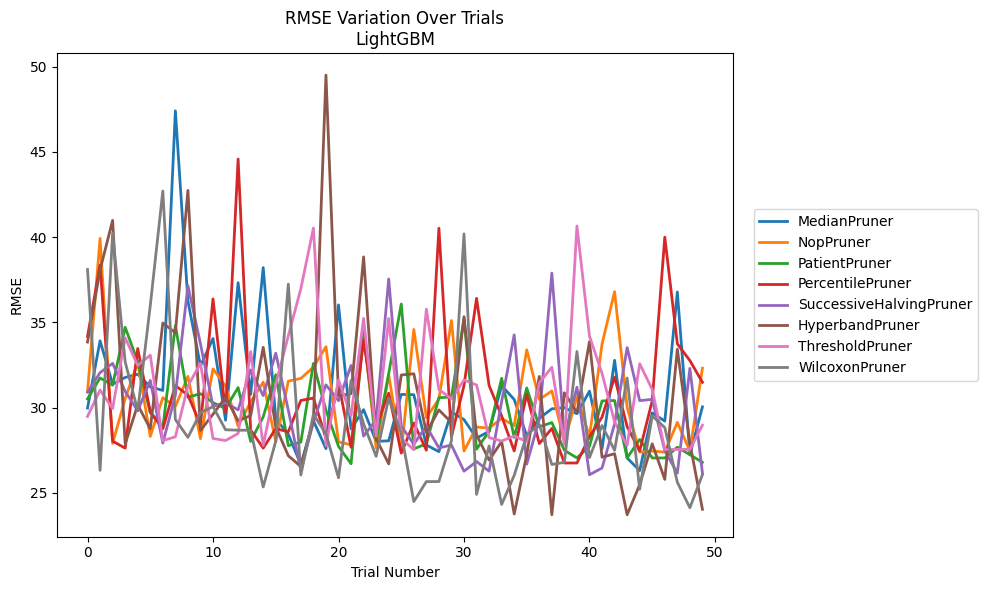 RMSE Variation Over Trials
LightGBM
50
45
40
35
30
25
RMSE
0
10
20
30
40
50
Trial Number
MedianPruner
NopPruner
PatientPruner
PercentilePruner
SuccessiveHalvingPruner
HyperbandPruner
ThresholdPruner
WilcoxonPruner